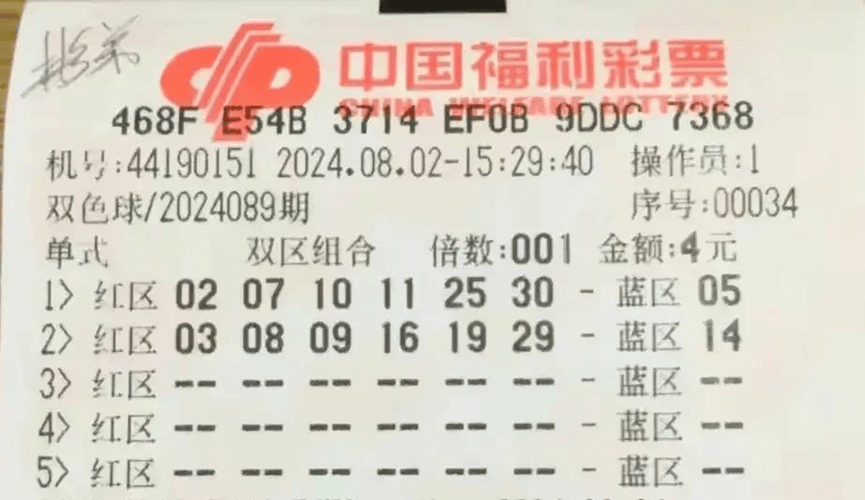 中国福利彩票
CHINA WELFARE LOTTERY
468F E54B 3714 EF0B 9DDC 7368
机号:44190151 2024.08.02-15:29:40 操作员:1
双色球/2024089期 序号:00034
单式 双区组合 倍数:001 金额:4元
1> 红区 02 07 10 11 25 30 - 蓝区 05
2> 红区 03 08 09 16 19 29 - 蓝区 14
3> 红区 -- -- -- -- -- -- - 蓝区 --
4> 红区 -- -- -- -- -- -- - 蓝区 --
5> 红区 -- -- -- -- -- -- - 蓝区 --